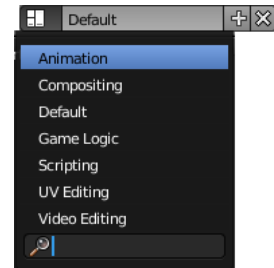 Default
Animation
Compositing
Default
Game Logic
Scripting
UV Editing
Video Editing